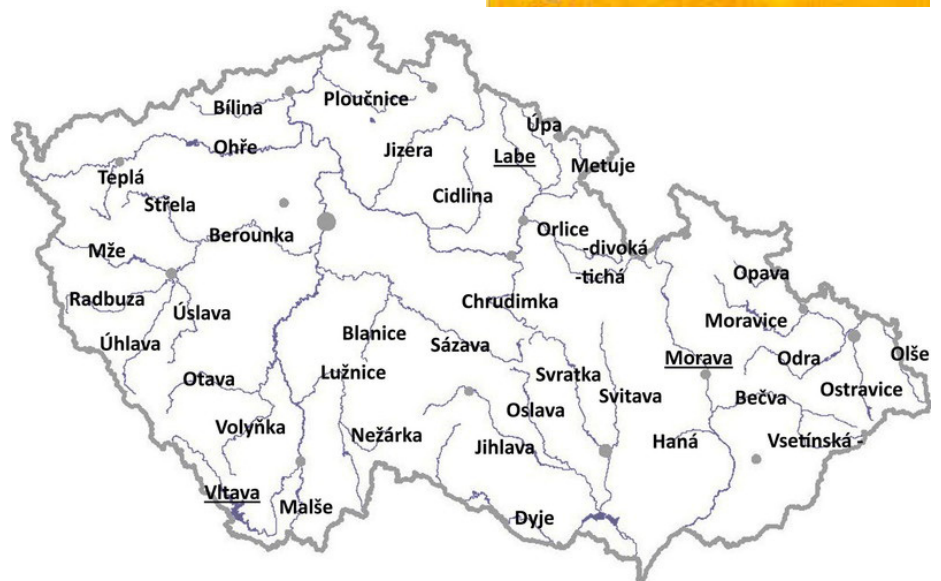 Bílina
Ploučnice
Úpa
Ohře
Jizera
Labe
Metuje
Teplá
Střela
Cidlina
Berounka
Orlice
-divoká
Mže
-tichá
Opava
Radbuza
Úslava
Chrudimka
Moravice
Úhlava
Blanice
Sázava
Morava
Odra
Olše
Otava
Lužnice
Svratka
Svitava
Bečva
Ostravice
Oslava
Volyňka
Nežárka
Jihlava
Haná
Vsetínská -
Vltava
Malše
Dyje